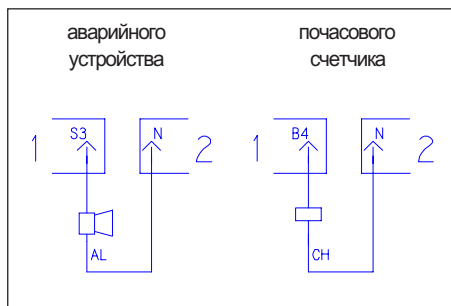 аварийного
устройства
почасового
счетчика
1 S3 N 2
1 B4 N 2
AL
CH